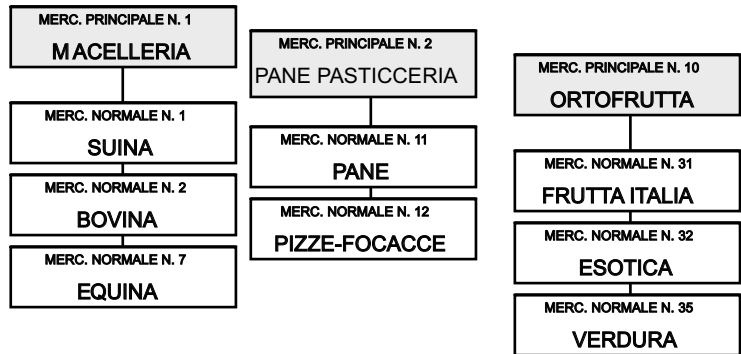 MERC. PRINCIPALE N. 1
MACELLERIA
MERC. NORMALE N. 1
SUINA
MERC. NORMALE N. 2
BOVINA
MERC. NORMALE N. 7
EQUINA
MERC. PRINCIPALE N. 2
PANE PASTICCERIA
MERC. NORMALE N. 11
PANE
MERC. NORMALE N. 12
PIZZE-FOCACCE
MERC. PRINCIPALE N. 10
ORTOFRUTTA
MERC. NORMALE N. 31
FRUTTA ITALIA
MERC. NORMALE N. 32
ESOTICA
MERC. NORMALE N. 35
VERDURA